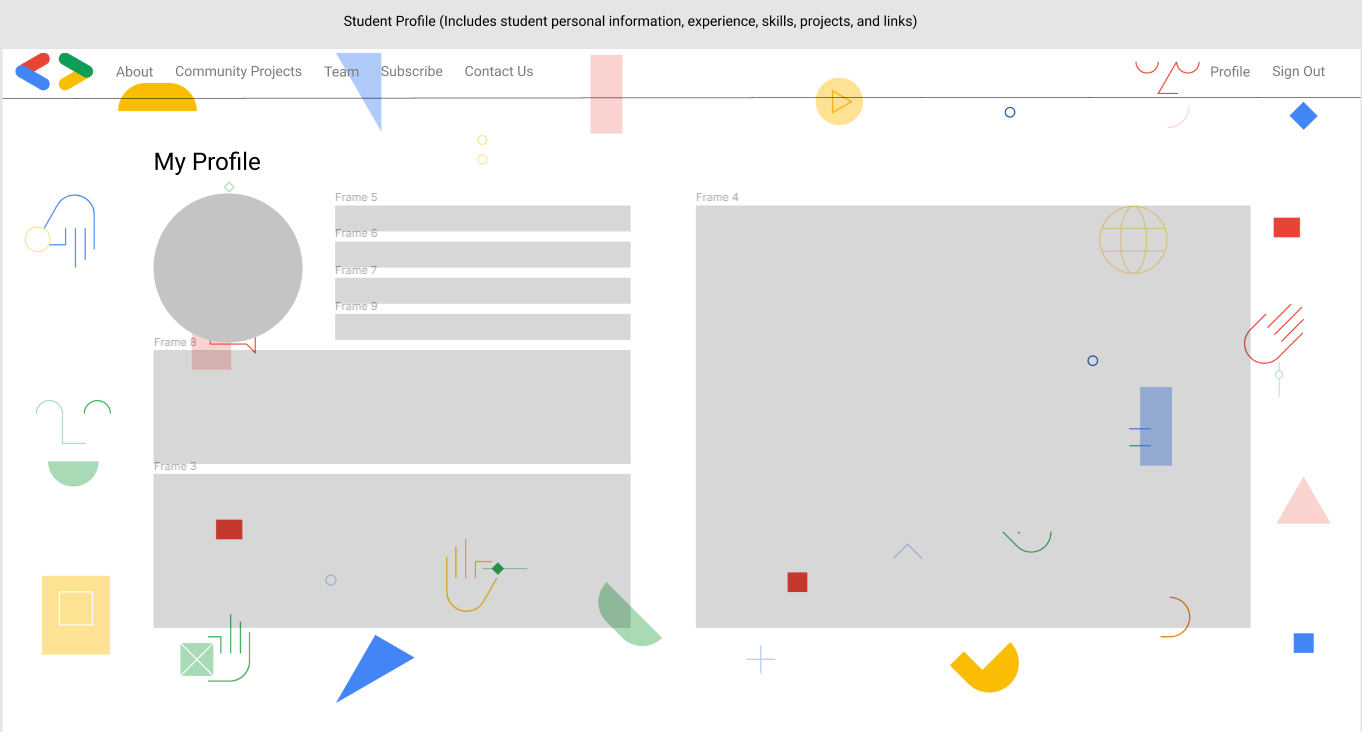 Student Profile (Includes student personal information, experience, skills, projects, and links)
About Community Projects Team Subscribe Contact Us Profile Sign Out
My Profile
Frame 5
Frame 6
Frame 7
Frame 9
Frame 8
Frame 3
Frame 4